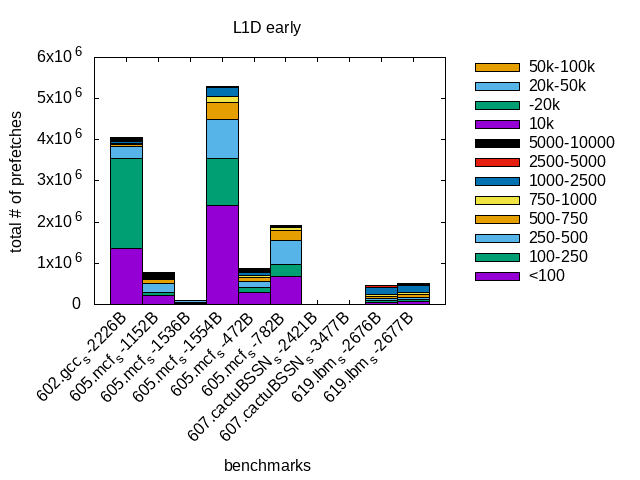 L1D early
total # of prefetches
6x10^6
5x10^6
4x10^6
3x10^6
2x10^6
1x10^6
0
602.gcc_s-2226B
605.mcf_s-1152B
605.mcf_s-1536B
605.mcf_s-1554B
605.mcf_s-472B
605.mcf_s-782B
607.cactuBSSN_s-2421B
607.cactuBSSN_s-3477B
619.lbm_s-2676B
619.lbm_s-2677B
benchmarks
50k-100k
20k-50k
-20k
10k
5000-10000
2500-5000
1000-2500
750-1000
500-750
250-500
100-250
<100